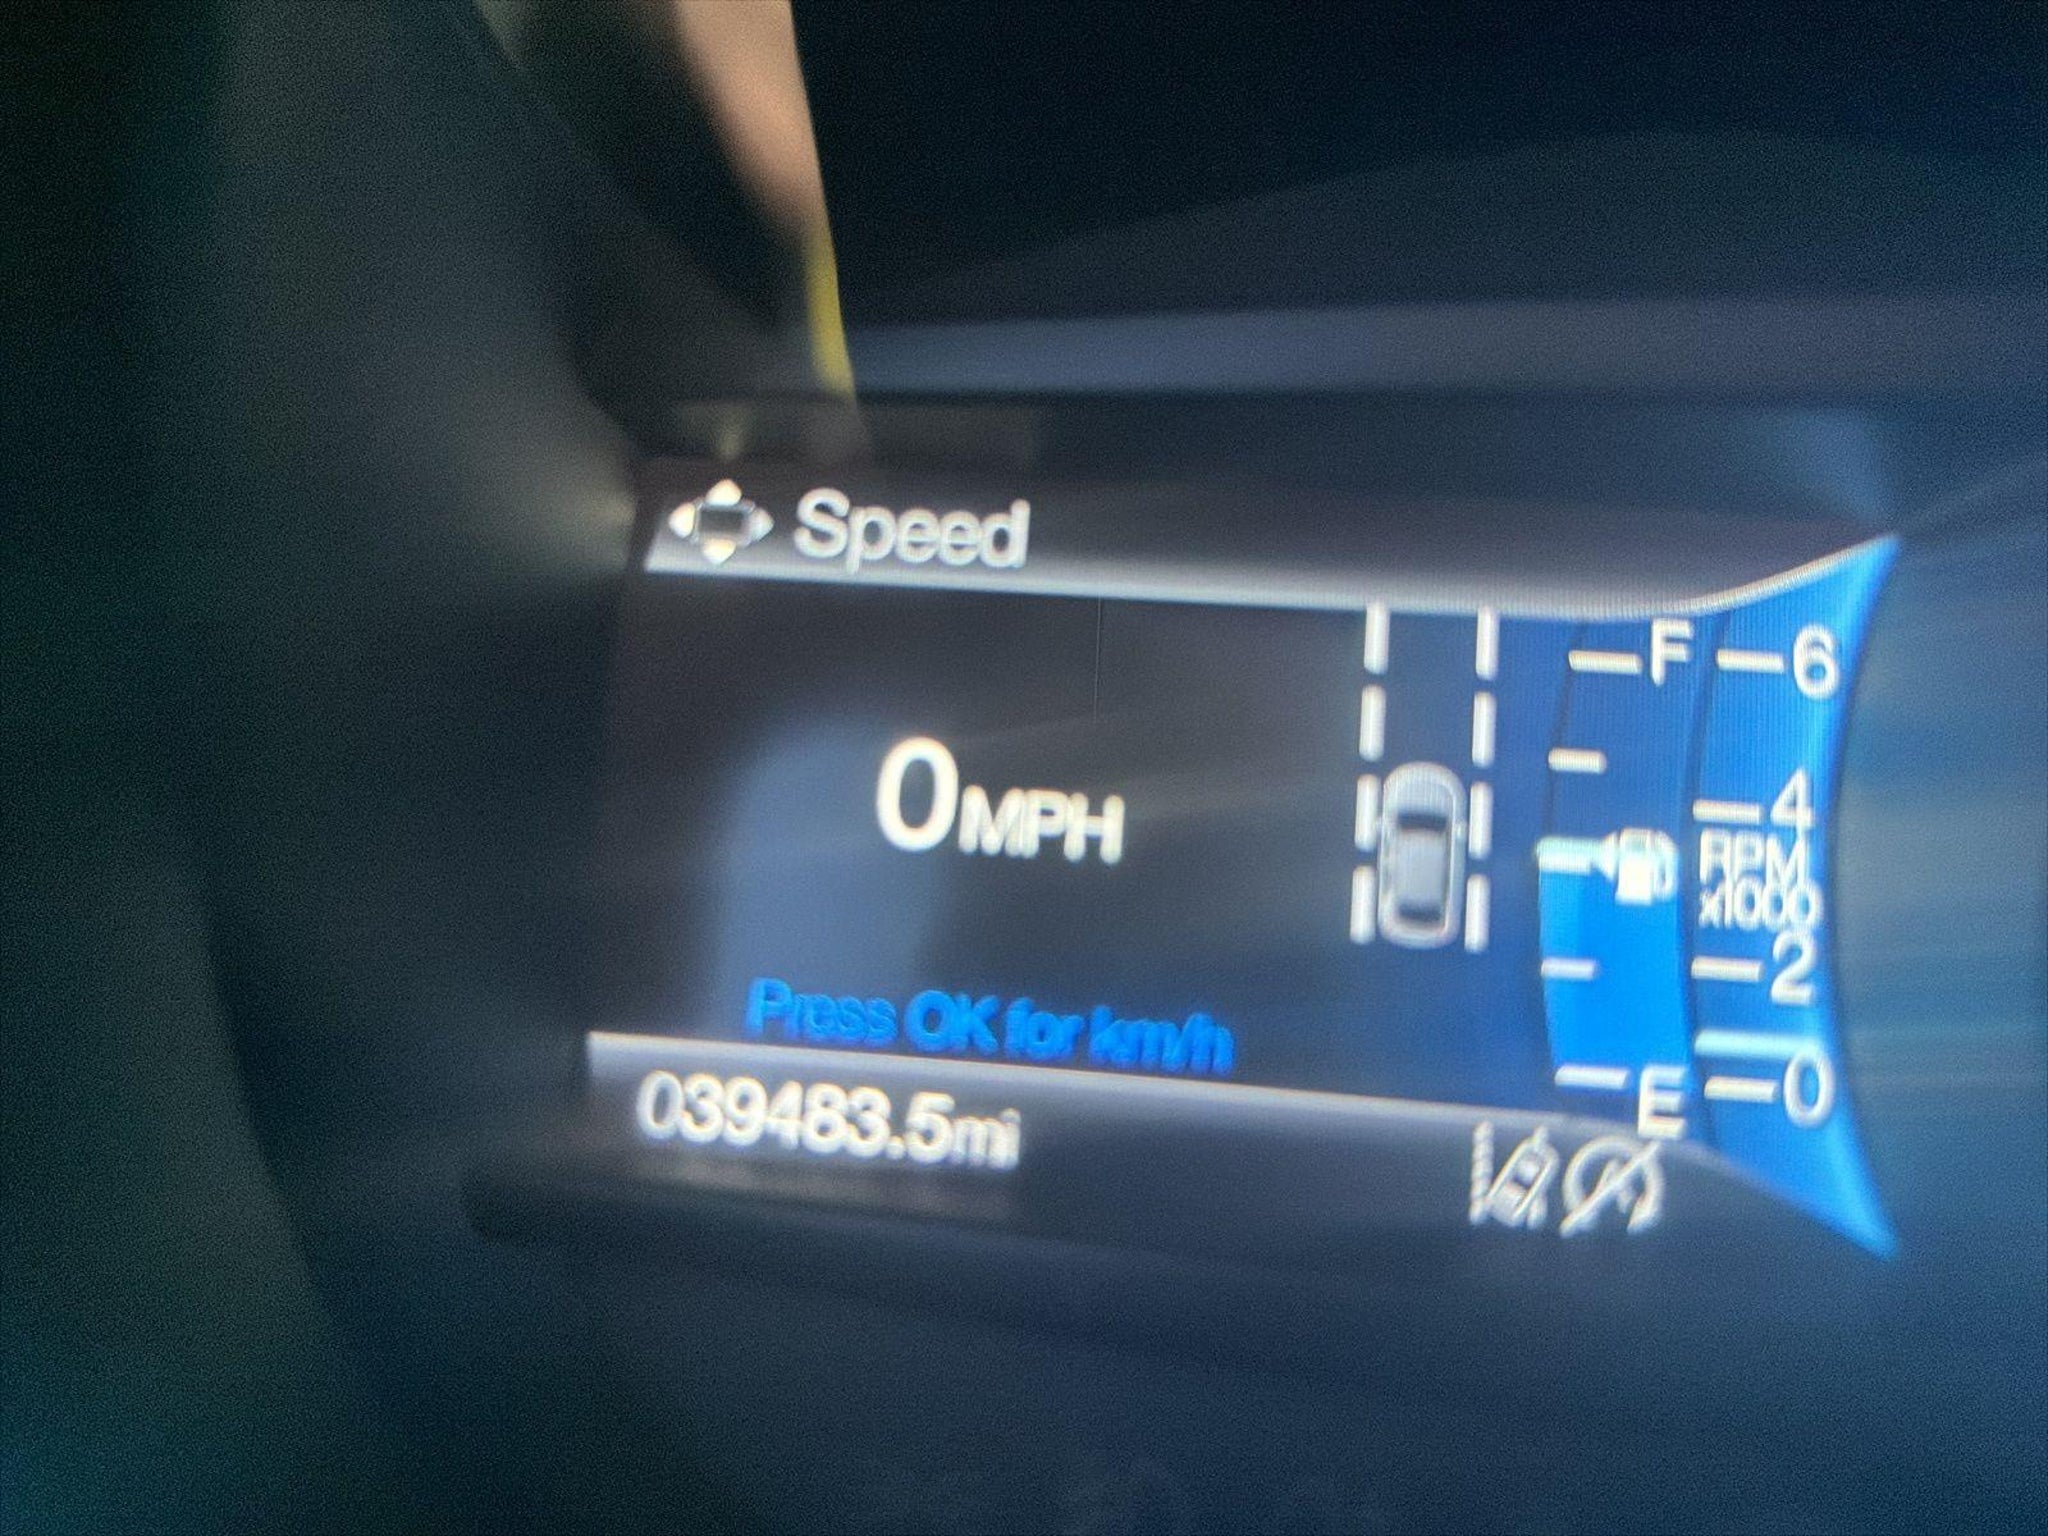 Speed
F
6
0MPH
4
RPM
x1000
2
Press OK for km/h
E
0
039483.5mi